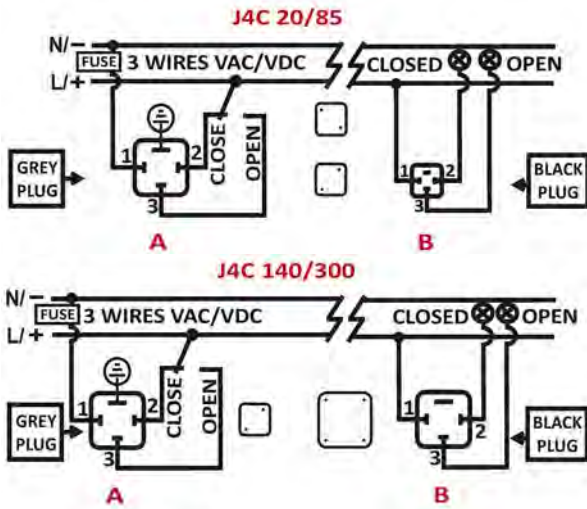 J4C 20/85
N/-
FUSE 3 WIRES VAC/VDC
CLOSED OPEN
L/+
1 2
CLOSE
OPEN
3
GREY
PLUG
1 2
3
BLACK
PLUG
A
B
J4C 140/300
N/-
FUSE 3 WIRES VAC/VDC
CLOSED OPEN
L/ +
1 2
CLOSE
OPEN
3
GREY
PLUG
1
2
3
BLACK
PLUG
A
B